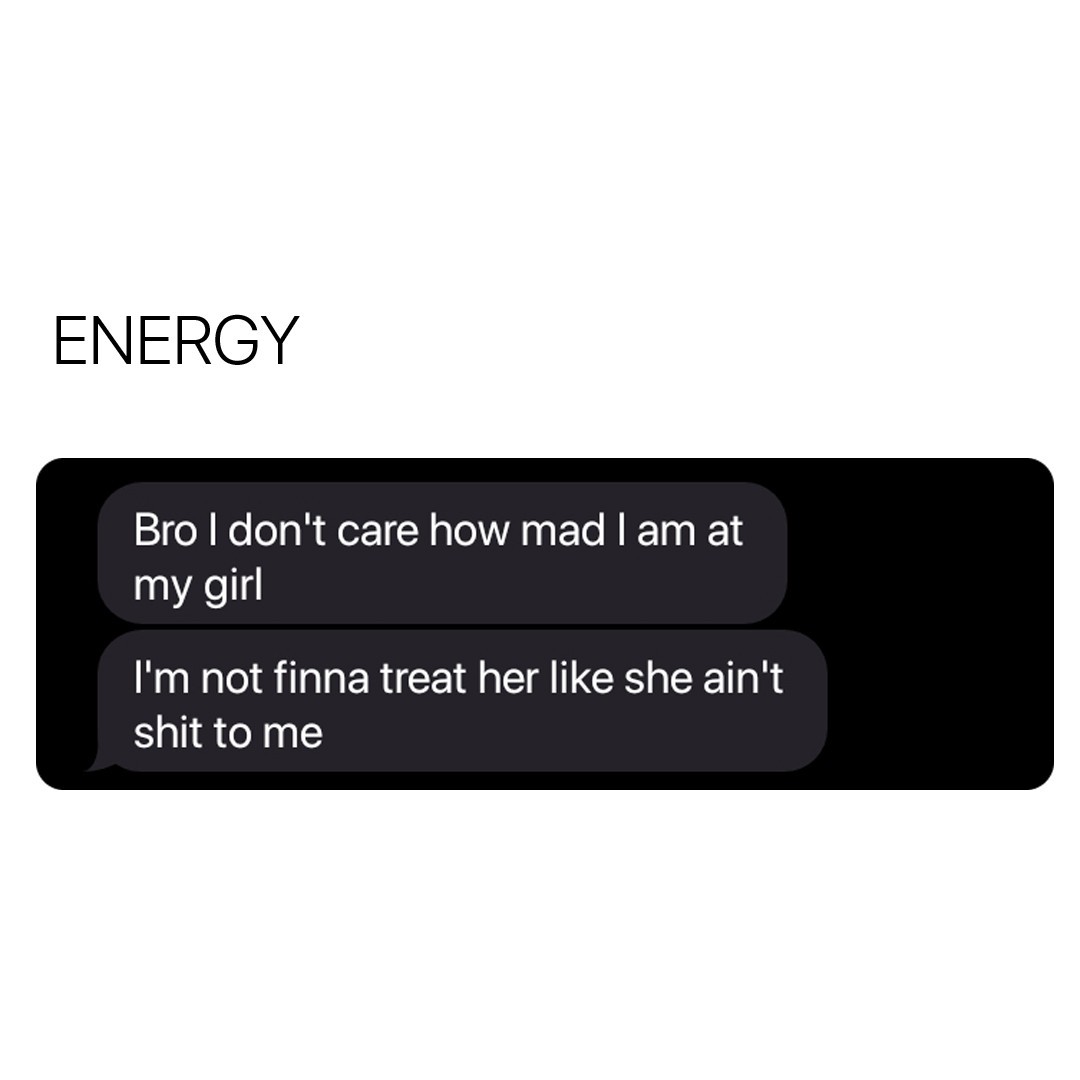 ENERGY
Bro I don't care how mad I am at
my girl
I'm not finna treat her like she ain't
shit to me